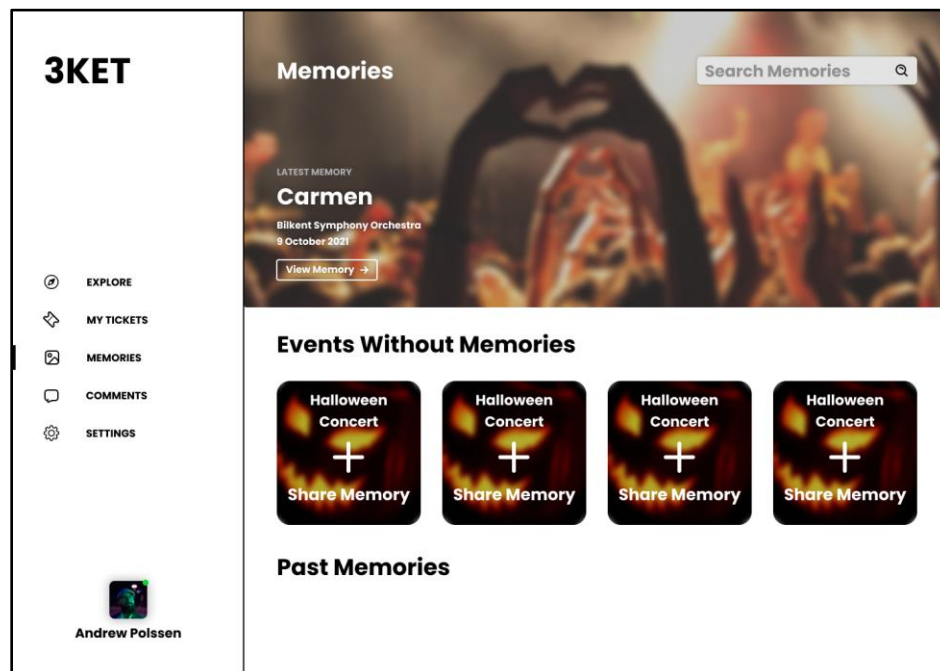 3KET
EXPLORE
MY TICKETS
MEMORIES
COMMENTS
SETTINGS
Andrew Polssen
Memories
Search Memories
LATEST MEMORY
Carmen
Bilkent Symphony Orchestra
9 October 2021
View Memory →
Events Without Memories
Halloween
Concert
Share Memory
Halloween
Concert
Share Memory
Halloween
Concert
Share Memory
Halloween
Concert
Share Memory
Past Memories